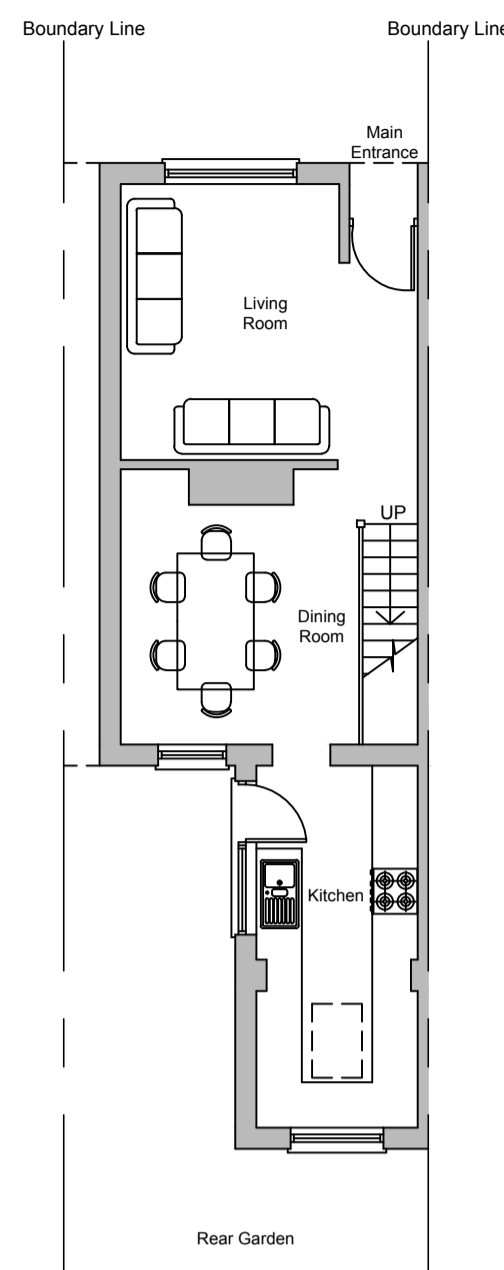 Boundary Line
Boundary Line
Main
Entrance
Living
Room
UP
Dining
Room
Kitchen
Rear Garden